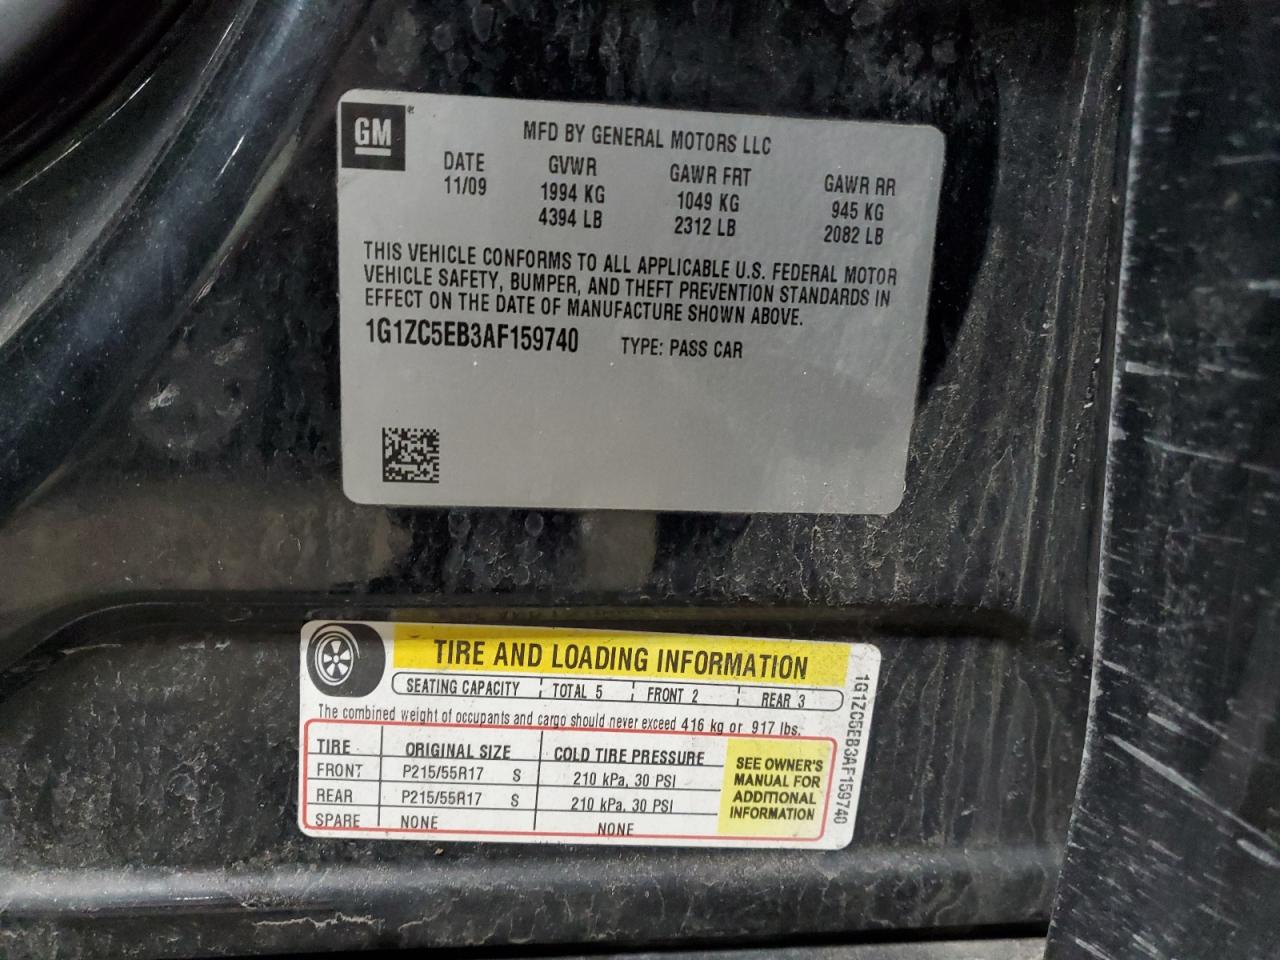 GM
MFD BY GENERAL MOTORS LLC
DATE GVWR GAWR FRT GAWR RR
11/09 1994 KG 1049 KG 945 KG
4394 LB 2312 LB 2082 LB
THIS VEHICLE CONFORMS TO ALL APPLICABLE U.S. FEDERAL MOTOR
VEHICLE SAFETY, BUMPER, AND THEFT PREVENTION STANDARDS IN
EFFECT ON THE DATE OF MANUFACTURE SHOWN ABOVE.
1G1ZC5EB3AF159740 TYPE: PASS CAR
TIRE AND LOADING INFORMATION
SEATING CAPACITY TOTAL 5 FRONT 2 REAR 3
The combined weight of occupants and cargo should never exceed 416 kg or 917 lbs.
TIRE ORIGINAL SIZE COLD TIRE PRESSURE
FRONT P215/55R17 S 210 kPa, 30 PSI
REAR P215/55R17 S 210 kPa, 30 PSI
SPARE NONE NONE
SEE OWNER'S
MANUAL FOR
ADDITIONAL
INFORMATION
1G1ZC5EB3AF159740